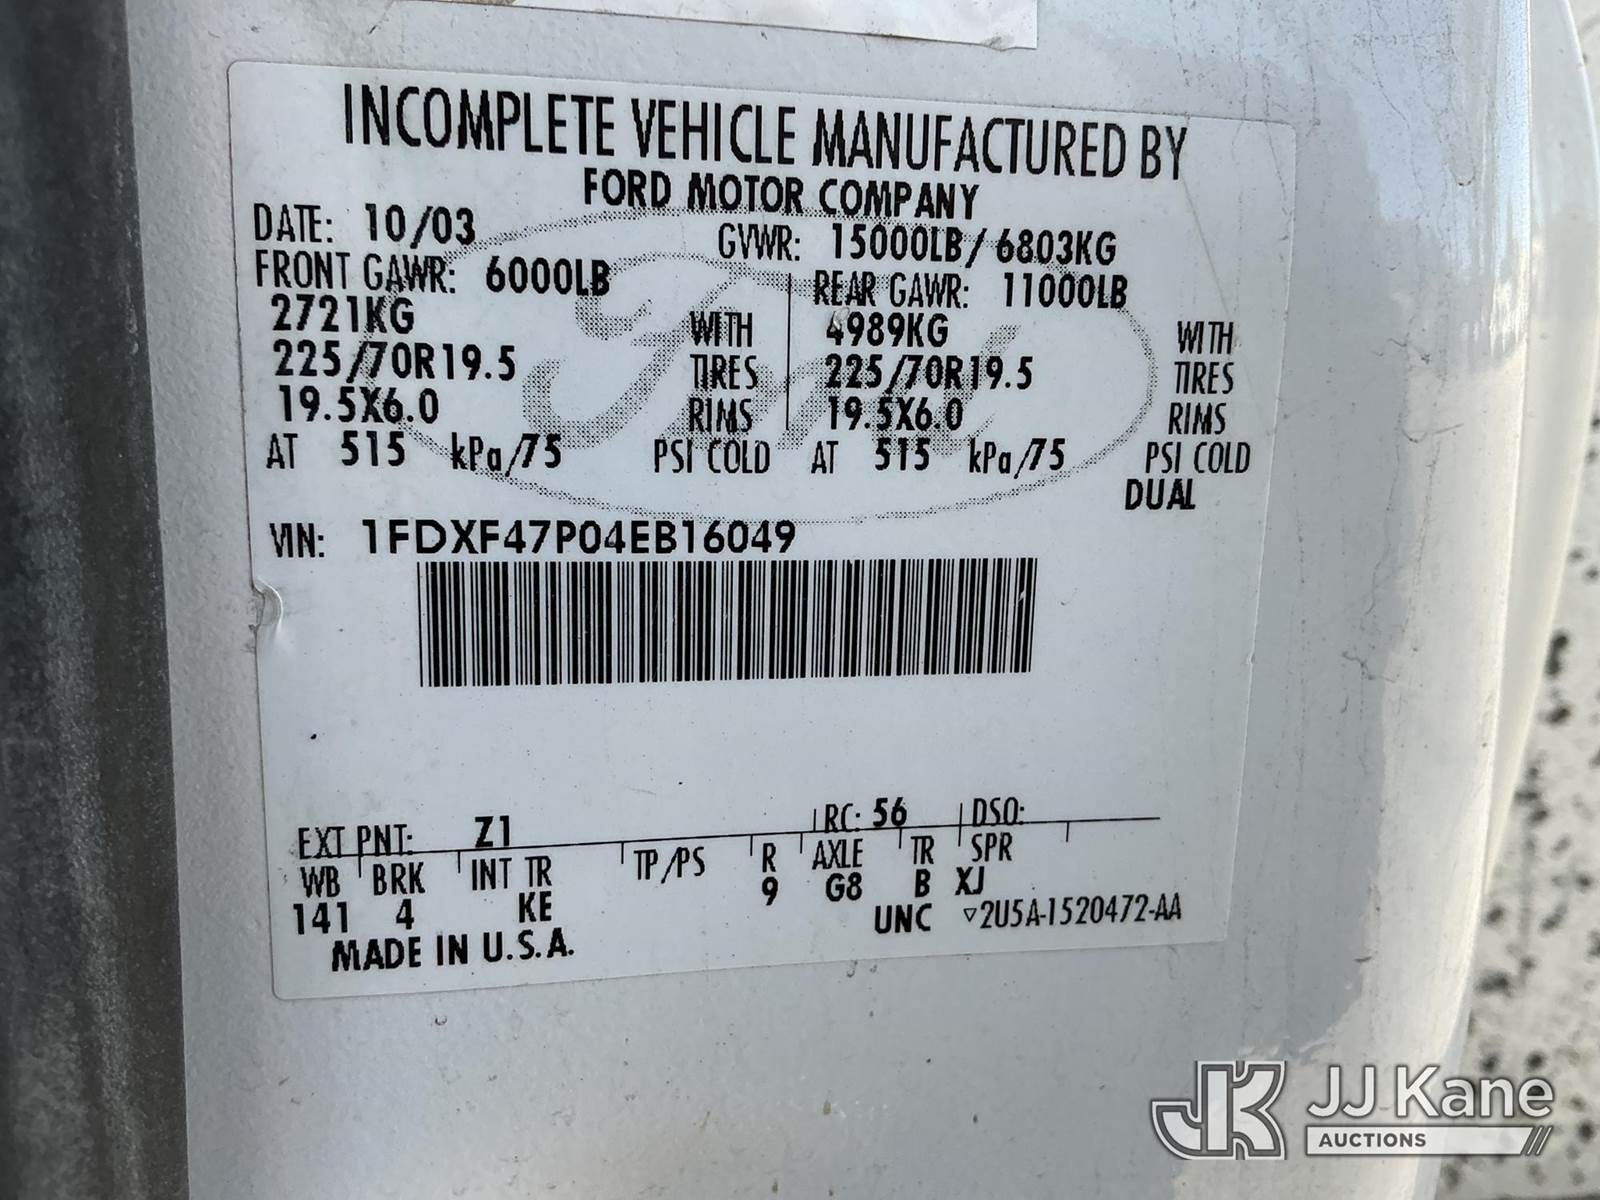 INCOMPLETE VEHICLE MANUFACTURED BY
FORD MOTOR COMPANY
DATE: 10/03 GVWR: 15000LB/ 6803KG
FRONT GAWR: 6000LB REAR GAWR: 11000LB
2721KG WITH 4989KG WITH
225/70R19.5 TIRES 225/70R19.5 TIRES
19.5X6.0 RIMS 19.5X6.0 RIMS
AT 515 kPa/75 PSI COLD AT 515 kPa/75 PSI COLD
DUAL
VIN: 1FDXF47P04EB16049
EXT PNT: Z1 RC: 56 DSO:
WB BRK INT TR TP/PS R AXLE TR SPR
141 4 KE 9 G8 B XJ
MADE IN U.S.A. UNC ▽2U5A-1520472-AA
Ford
JK JJ Kane
AUCTIONS